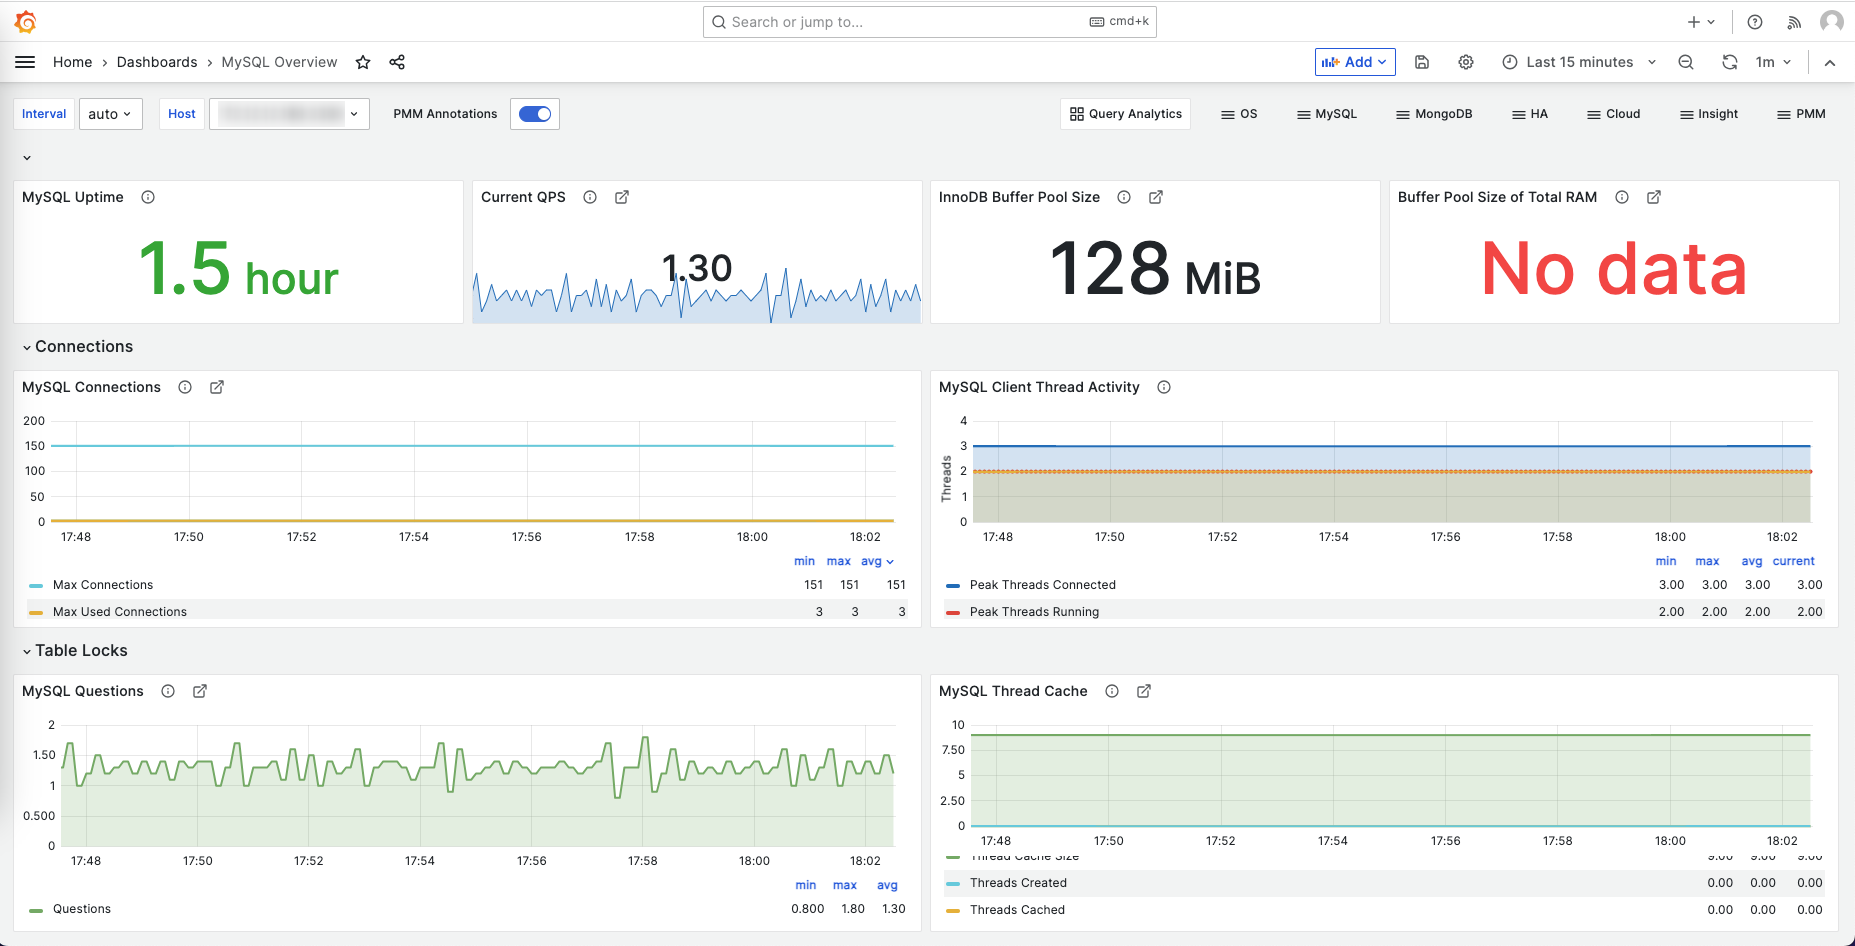 Search or jump to... cmd+k
Home › Dashboards › MySQL Overview
Add
Last 15 minutes
1m
Interval auto Host PMM Annotations
Query Analytics OS MySQL MongoDB HA Cloud Insight PMM
MySQL Uptime
1.5 hour
Current QPS
1.30
InnoDB Buffer Pool Size
128 MiB
Buffer Pool Size of Total RAM
No data
Connections
MySQL Connections
200
150
100
50
0
17:48 17:50 17:52 17:54 17:56 17:58 18:00 18:02
min max avg
Max Connections 151 151 151
Max Used Connections 3 3 3
MySQL Client Thread Activity
Threads
4
3
2
1
0
17:48 17:50 17:52 17:54 17:56 17:58 18:00 18:02
min max avg current
Peak Threads Connected 3.00 3.00 3.00 3.00
Peak Threads Running 2.00 2.00 2.00 2.00
Table Locks
MySQL Questions
2
1.50
1
0.500
0
17:48 17:50 17:52 17:54 17:56 17:58 18:00 18:02
min max avg
Questions 0.800 1.80 1.30
MySQL Thread Cache
10
7.50
5
2.50
0
17:48 17:50 17:52 17:54 17:56 17:58 18:00 18:02
Thread Cache Size 9.00 9.00 9.00
Threads Created 0.00 0.00 0.00
Threads Cached 0.00 0.00 0.00